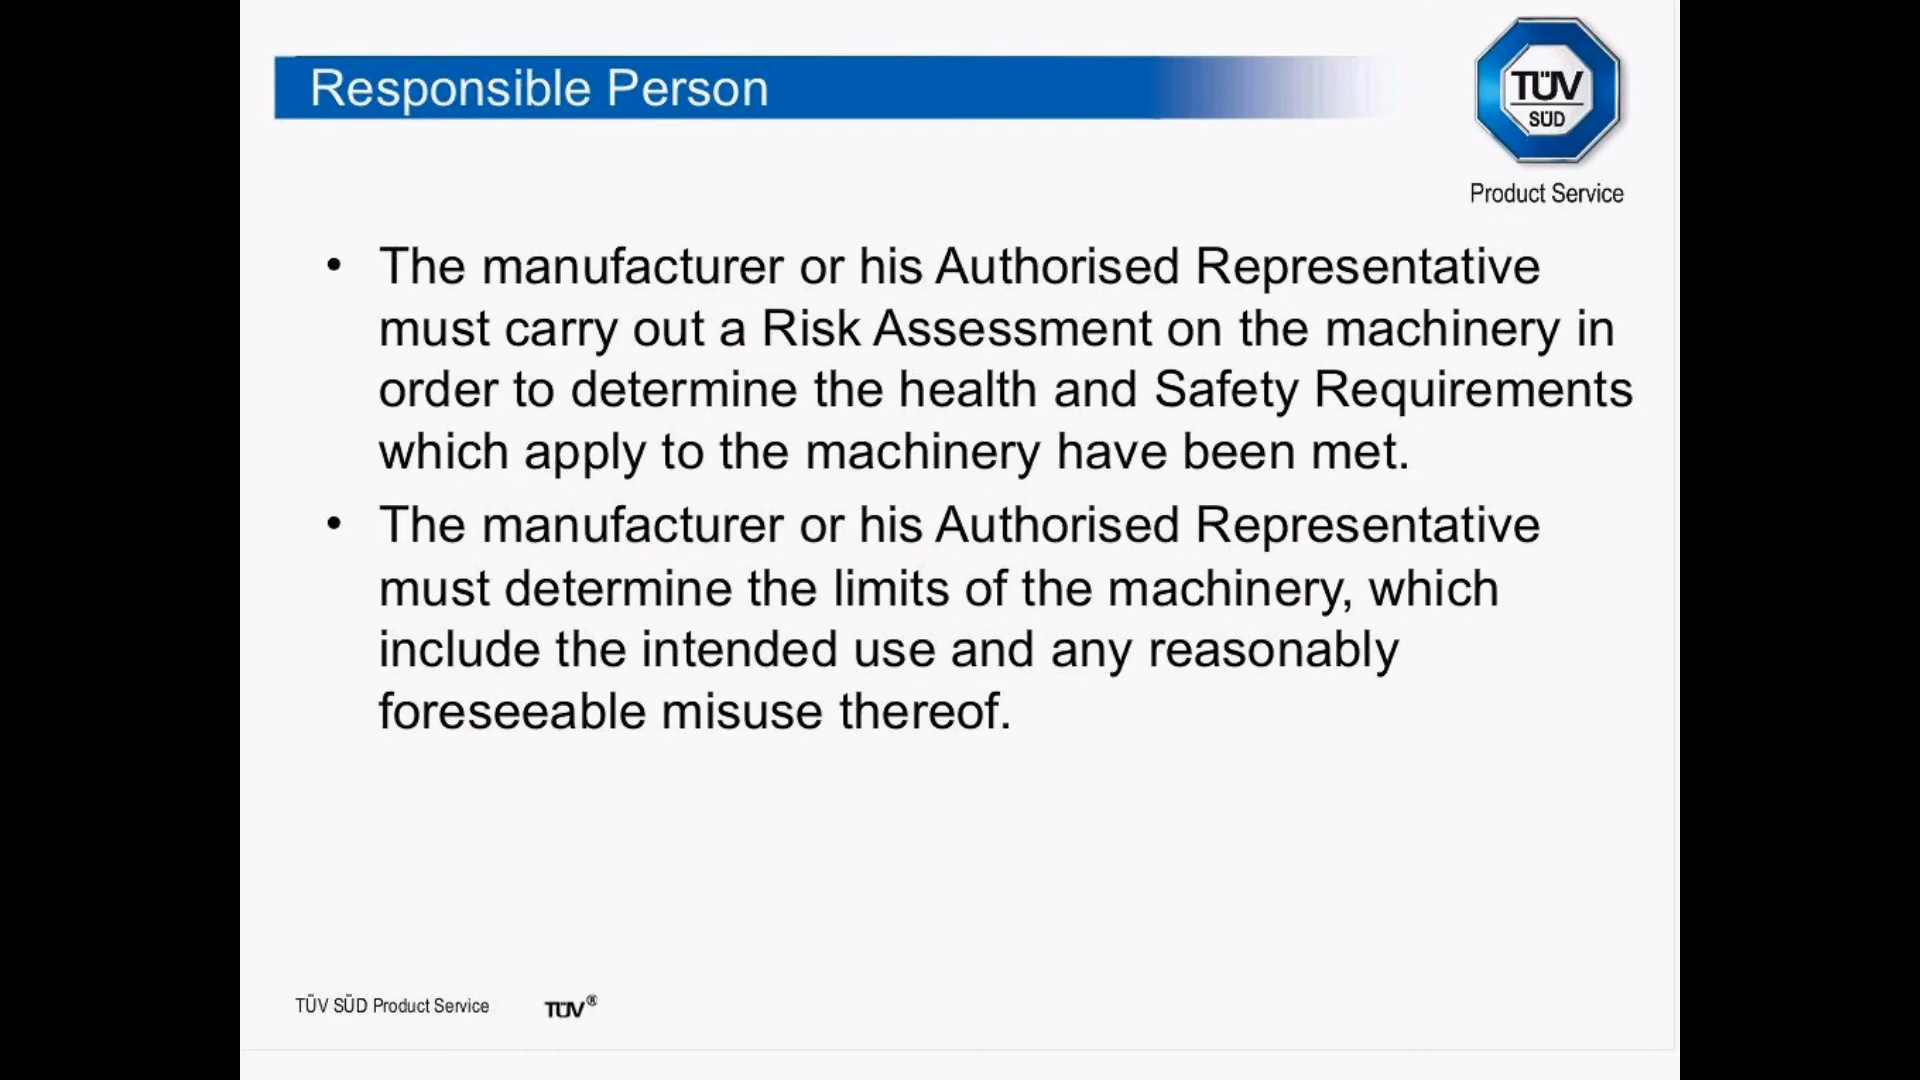 Responsible Person
TÜV
SÜD
Product Service
• The manufacturer or his Authorised Representative
must carry out a Risk Assessment on the machinery in
order to determine the health and Safety Requirements
which apply to the machinery have been met.
• The manufacturer or his Authorised Representative
must determine the limits of the machinery, which
include the intended use and any reasonably
foreseeable misuse thereof.
TÜV SÜD Product Service TÜV®